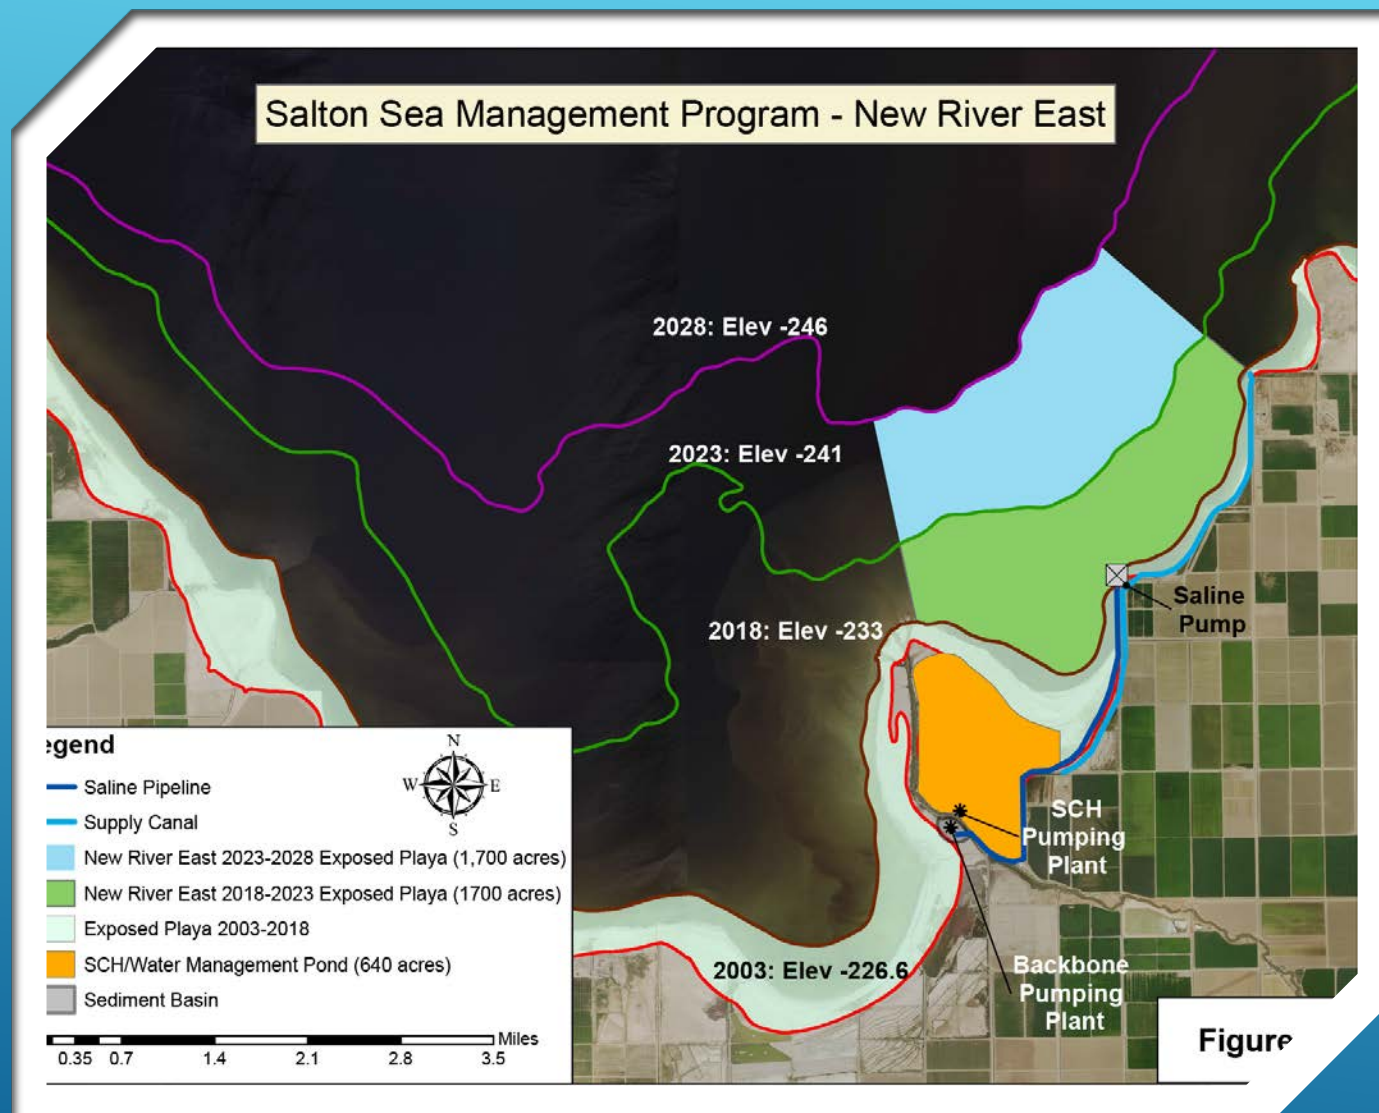 Salton Sea Management Program - New River East
2028: Elev -246
2023: Elev -241
2018: Elev -233
Saline
Pump
egend
N
W E
S
Saline Pipeline
Supply Canal
New River East 2023-2028 Exposed Playa (1,700 acres)
New River East 2018-2023 Exposed Playa (1700 acres)
Exposed Playa 2003-2018
SCH/Water Management Pond (640 acres)
Sediment Basin
Miles
0.35 0.7 1.4 2.1 2.8 3.5
SCH
Pumping
Plant
2003: Elev -226.6
Backbone
Pumping
Plant
Figure